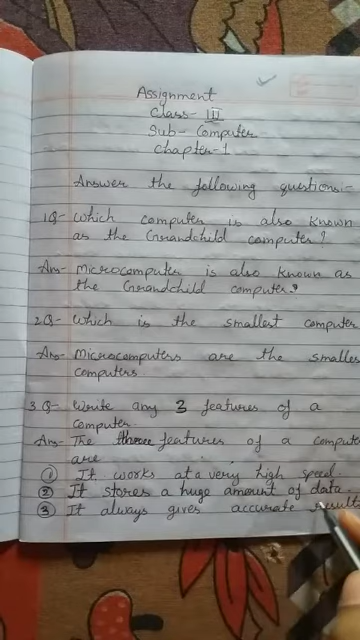 Assignment
Class- III
Sub- Computer
Chapter-1
Answer the following questions:-
1Q- Which computer is also known
as the Grandchild computer?
Ans- Microcomputer is also known as
the Grandchild computer?
2Q- Which is the smallest computer
Ans- Microcomputers are the smalles
computers.
3Q- Write any 3 features of a
computer.
Ans- The three features of a compute
are
① It works at a very high speed.
② It stores a huge amount of data.
③ It always gives accurate results